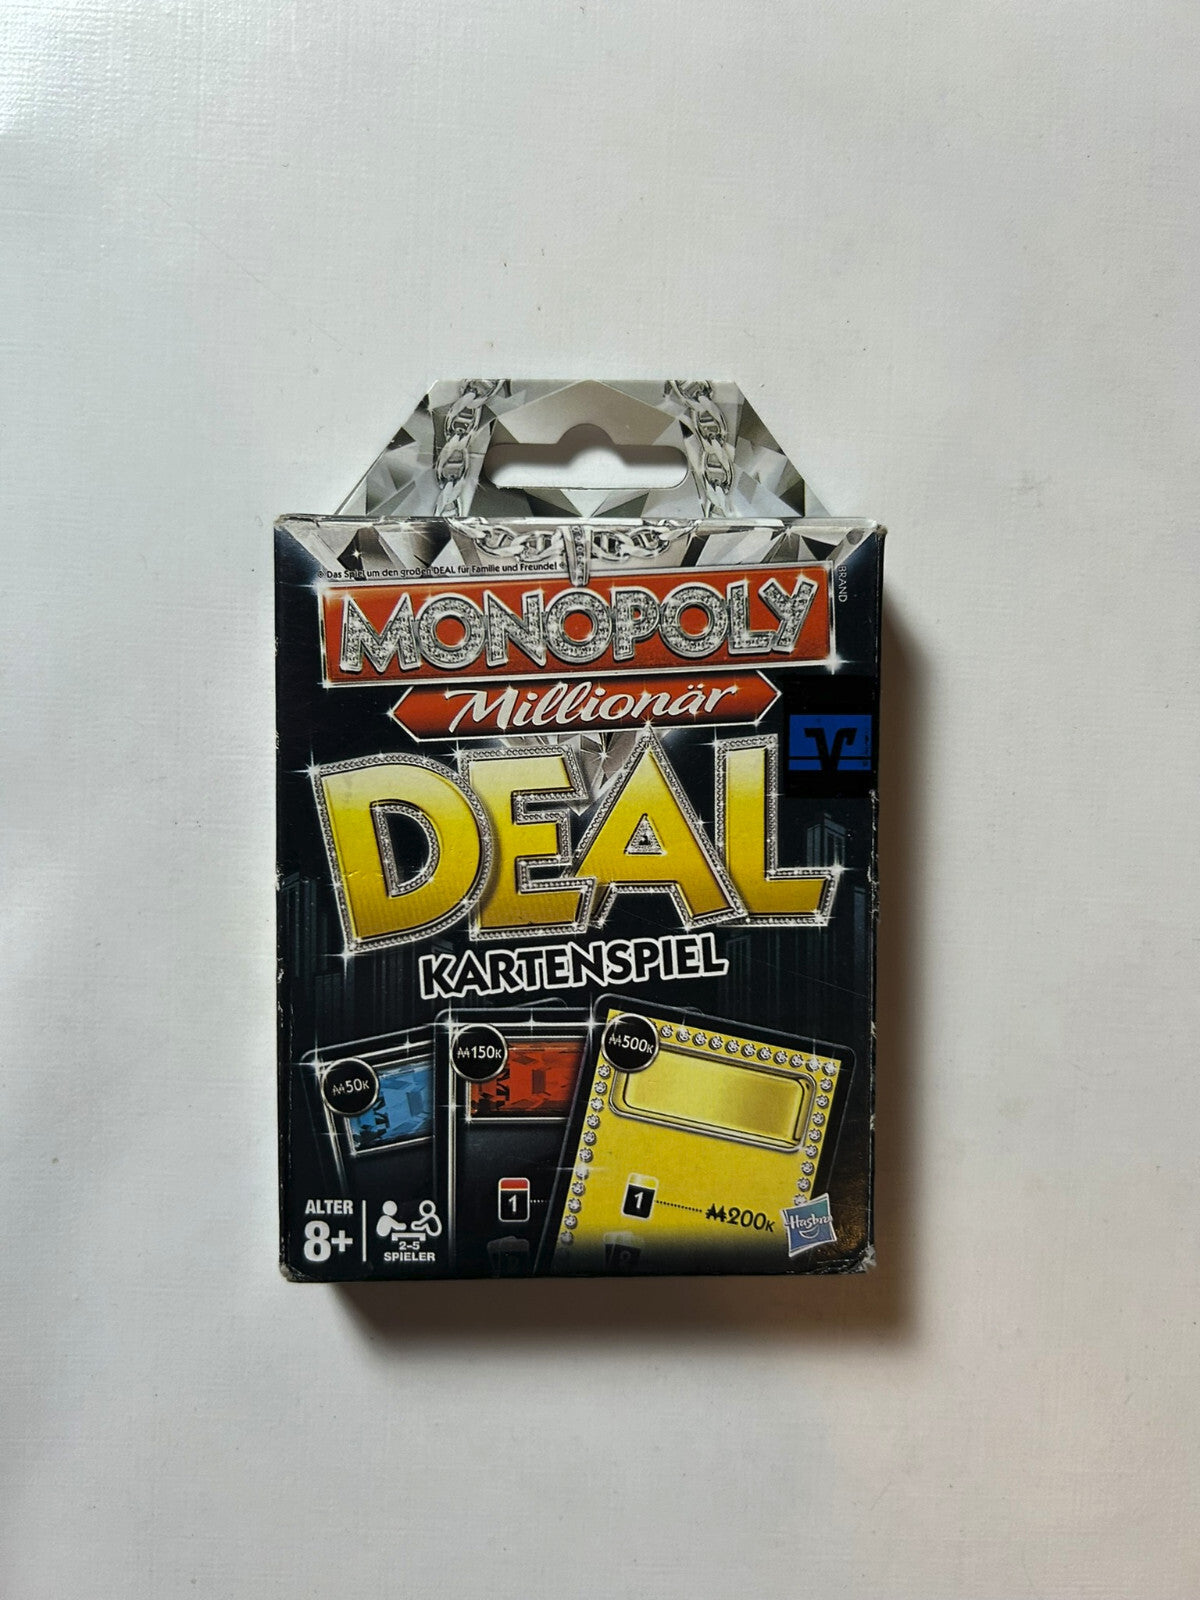 Das Spiel um den großen DEAL für Familie und Freunde!
BRAND
MONOPOLY
Millionär
DEAL
KARTENSPIEL
₩50K
₩150K
₩500K
1
1
₩200K
2
ALTER
8+
2-5
SPIELER
Hasbro